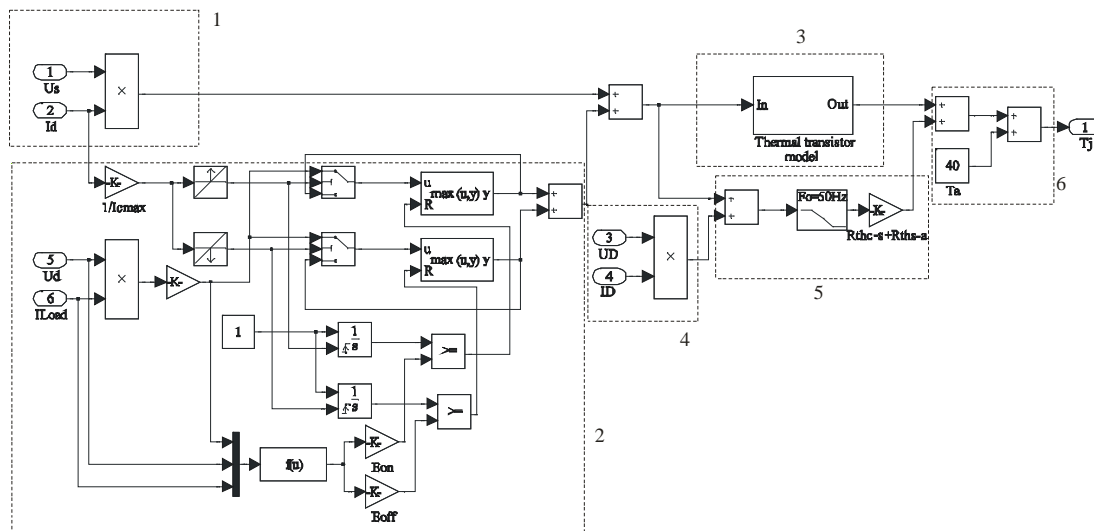 1
3
1
Us
×
2
Id
+
+
In
Out
Thermal transistor
model
+
+
+
+
1
Tj
40
Ta
6
-K-
1/Icmax
u
max (u,y) y
R
+
+
+
+
Fo=50Hz
-K-
Rthc-s+Rths-a
5
5
Ud
×
6
ILoad
-K-
u
max (u,y) y
R
3
UD
×
4
ID
4
1
1
s
>=
1
s
>=
2
f(u)
-K-
Eon
-K-
Eoff